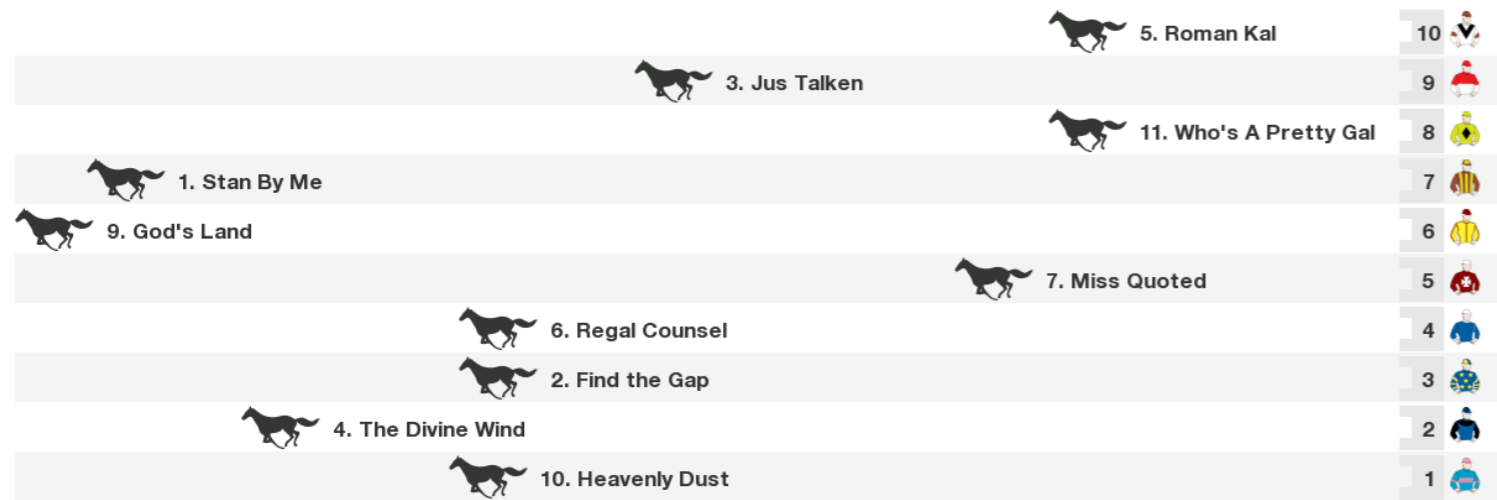 5. Roman Kal 10
3. Jus Talken 9
11. Who's A Pretty Gal 8
1. Stan By Me 7
9. God's Land 6
7. Miss Quoted 5
6. Regal Counsel 4
2. Find the Gap 3
4. The Divine Wind 2
10. Heavenly Dust 1